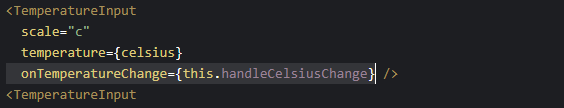 <TemperatureInput
scale="c"
temperature={celsius}
onTemperatureChange={this.handleCelsiusChange} />
<TemperatureInput